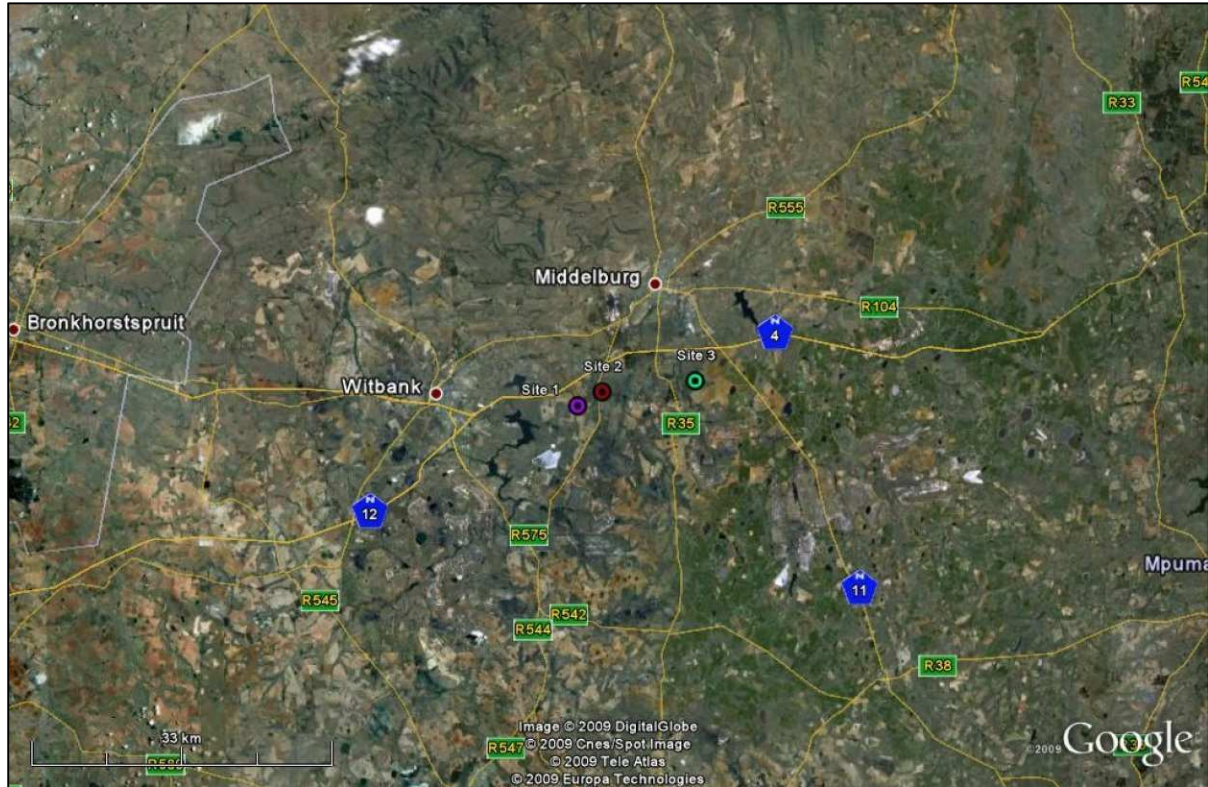 R33
R54
R555
Middelburg
R104
Bronkhorstspruit
N
4
Site 3
Site 2
Witbank
Site 1
R35
N
12
R575
Mpuma
N
11
R545
R542
R544
R38
Image © 2009 DigitalGlobe
33 km
© 2009 Cnes/Spot Image
R547
©2009 Google
© 2009 Tele Atlas
© 2009 Europa Technologies